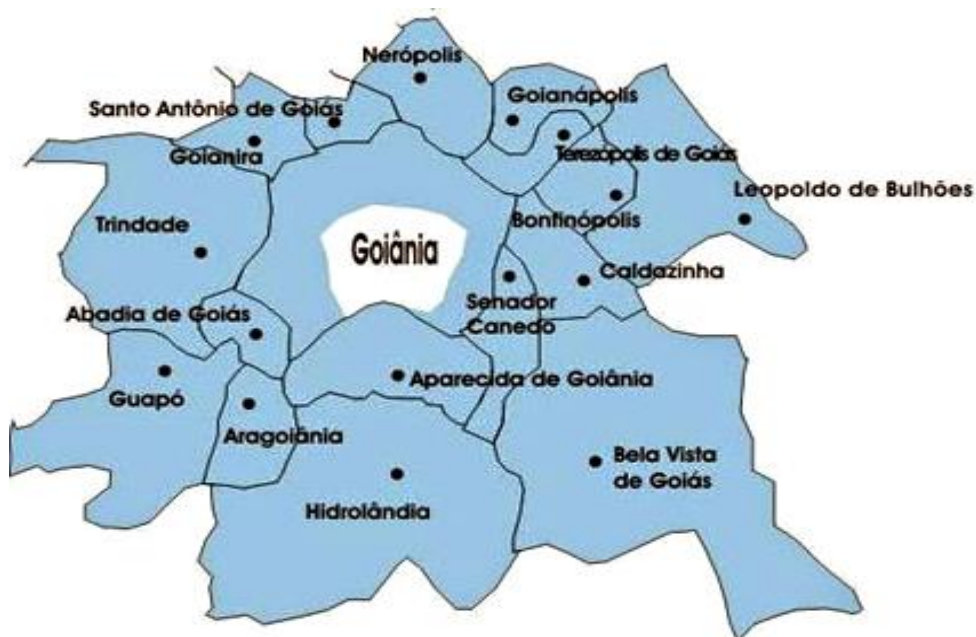 Nerópolis
Goianápolis
Santo Antônio de Goiás
Goianira
Terezópolis de Goiás
Leopoldo de Bulhões
Bonfinópolis
Trindade
Goiânia
Caldazinha
Senador
Canedo
Abadia de Goiás
Aparecida de Goiânia
Guapó
Aragoiânia
Bela Vista
de Goiás
Hidrolândia